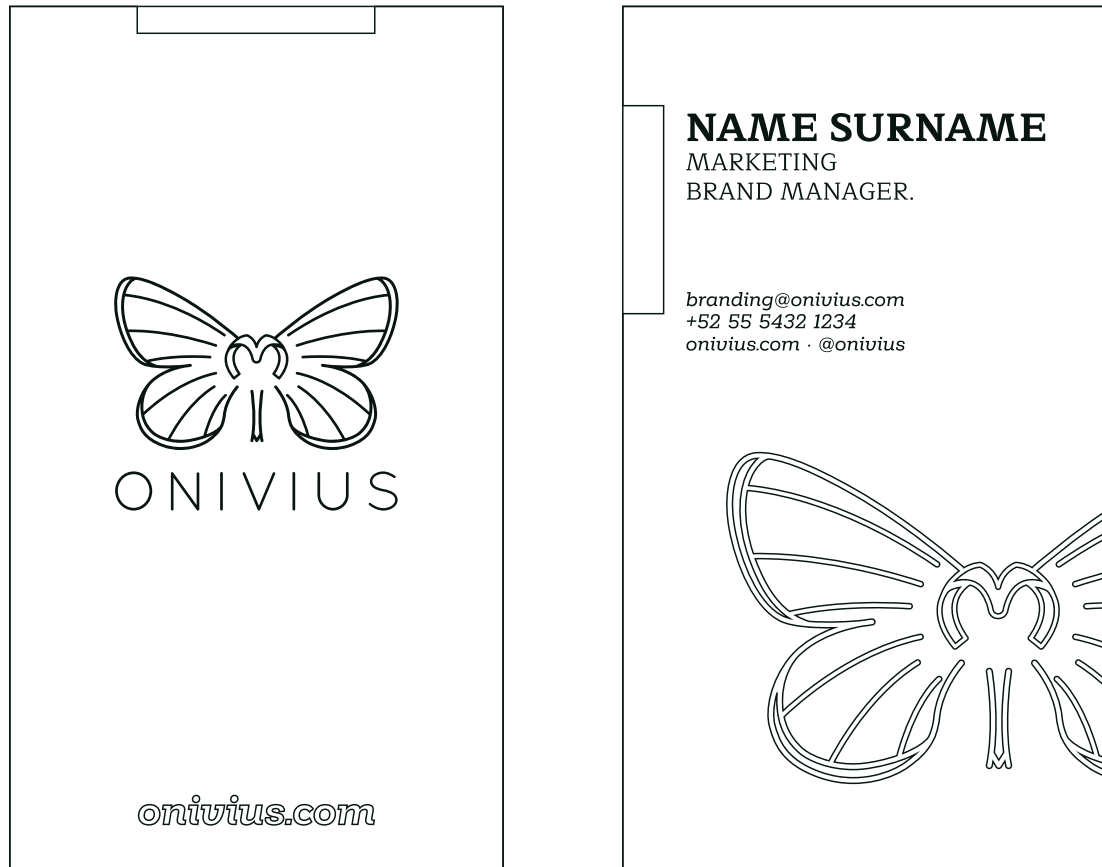 ONIVIUS
onivius.com
NAME SURNAME
MARKETING
BRAND MANAGER.
branding@onivius.com
+52 55 5432 1234
onivius.com · @onivius